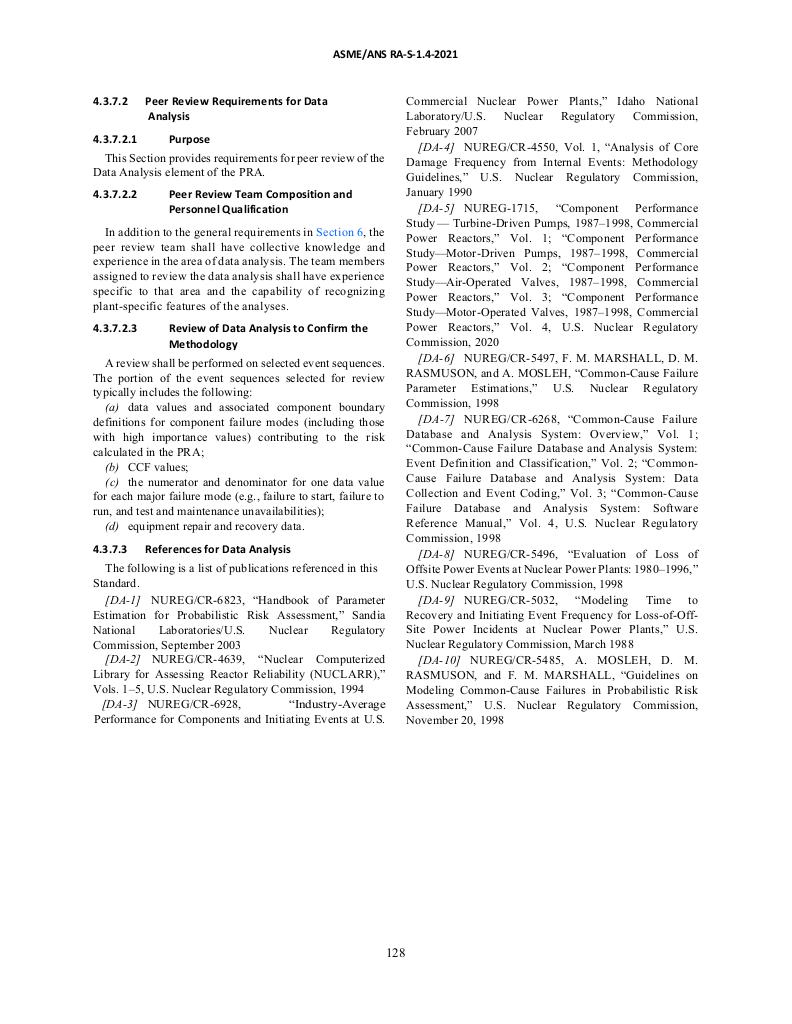 ASME/ANS RA-S-1.4-2021
4.3.7.2 Peer Review Requirements for Data
Analysis
4.3.7.2.1 Purpose
This Section provides requirements for peer review of the
Data Analysis element of the PRA.
4.3.7.2.2 Peer Review Team Composition and
Personnel Qualification
In addition to the general requirements in Section 6, the
peer review team shall have collective knowledge and
experience in the area of data analysis. The team members
assigned to review the data analysis shall have experience
specific to that area and the capability of recognizing
plant-specific features of the analyses.
4.3.7.2.3 Review of Data Analysis to Confirm the
Methodology
A review shall be performed on selected event sequences.
The portion of the event sequences selected for review
typically includes the following:
(a) data values and associated component boundary
definitions for component failure modes (including those
with high importance values) contributing to the risk
calculated in the PRA;
(b) CCF values;
(c) the numerator and denominator for one data value
for each major failure mode (e.g., failure to start, failure to
run, and test and maintenance unavailabilities);
(d) equipment repair and recovery data.
4.3.7.3 References for Data Analysis
The following is a list of publications referenced in this
Standard.
[DA-1] NUREG/CR-6823, “Handbook of Parameter
Estimation for Probabilistic Risk Assessment,” Sandia
National Laboratories/U.S. Nuclear Regulatory
Commission, September 2003
[DA-2] NUREG/CR-4639, “Nuclear Computerized
Library for Assessing Reactor Reliability (NUCLARR),”
Vols. 1–5, U.S. Nuclear Regulatory Commission, 1994
[DA-3] NUREG/CR-6928, “Industry-Average
Performance for Components and Initiating Events at U.S.
Commercial Nuclear Power Plants,” Idaho National
Laboratory/U.S. Nuclear Regulatory Commission,
February 2007
[DA-4] NUREG/CR-4550, Vol. 1, “Analysis of Core
Damage Frequency from Internal Events: Methodology
Guidelines,” U.S. Nuclear Regulatory Commission,
January 1990
[DA-5] NUREG-1715, “Component Performance
Study— Turbine-Driven Pumps, 1987–1998, Commercial
Power Reactors,” Vol. 1; “Component Performance
Study—Motor-Driven Pumps, 1987–1998, Commercial
Power Reactors,” Vol. 2; “Component Performance
Study—Air-Operated Valves, 1987–1998, Commercial
Power Reactors,” Vol. 3; “Component Performance
Study—Motor-Operated Valves, 1987–1998, Commercial
Power Reactors,” Vol. 4, U.S. Nuclear Regulatory
Commission, 2020
[DA-6] NUREG/CR-5497, F. M. MARSHALL, D. M.
RASMUSON, and A. MOSLEH, “Common-Cause Failure
Parameter Estimations,” U.S. Nuclear Regulatory
Commission, 1998
[DA-7] NUREG/CR-6268, “Common-Cause Failure
Database and Analysis System: Overview,” Vol. 1;
“Common-Cause Failure Database and Analysis System:
Event Definition and Classification,” Vol. 2; “Common-
Cause Failure Database and Analysis System: Data
Collection and Event Coding,” Vol. 3; “Common-Cause
Failure Database and Analysis System: Software
Reference Manual,” Vol. 4, U.S. Nuclear Regulatory
Commission, 1998
[DA-8] NUREG/CR-5496, “Evaluation of Loss of
Offsite Power Events at Nuclear Power Plants: 1980–1996,”
U.S. Nuclear Regulatory Commission, 1998
[DA-9] NUREG/CR-5032, “Modeling Time to
Recovery and Initiating Event Frequency for Loss-of-Off-
Site Power Incidents at Nuclear Power Plants,” U.S.
Nuclear Regulatory Commission, March 1988
[DA-10] NUREG/CR-5485, A. MOSLEH, D. M.
RASMUSON, and F. M. MARSHALL, “Guidelines on
Modeling Common-Cause Failures in Probabilistic Risk
Assessment,” U.S. Nuclear Regulatory Commission,
November 20, 1998
128